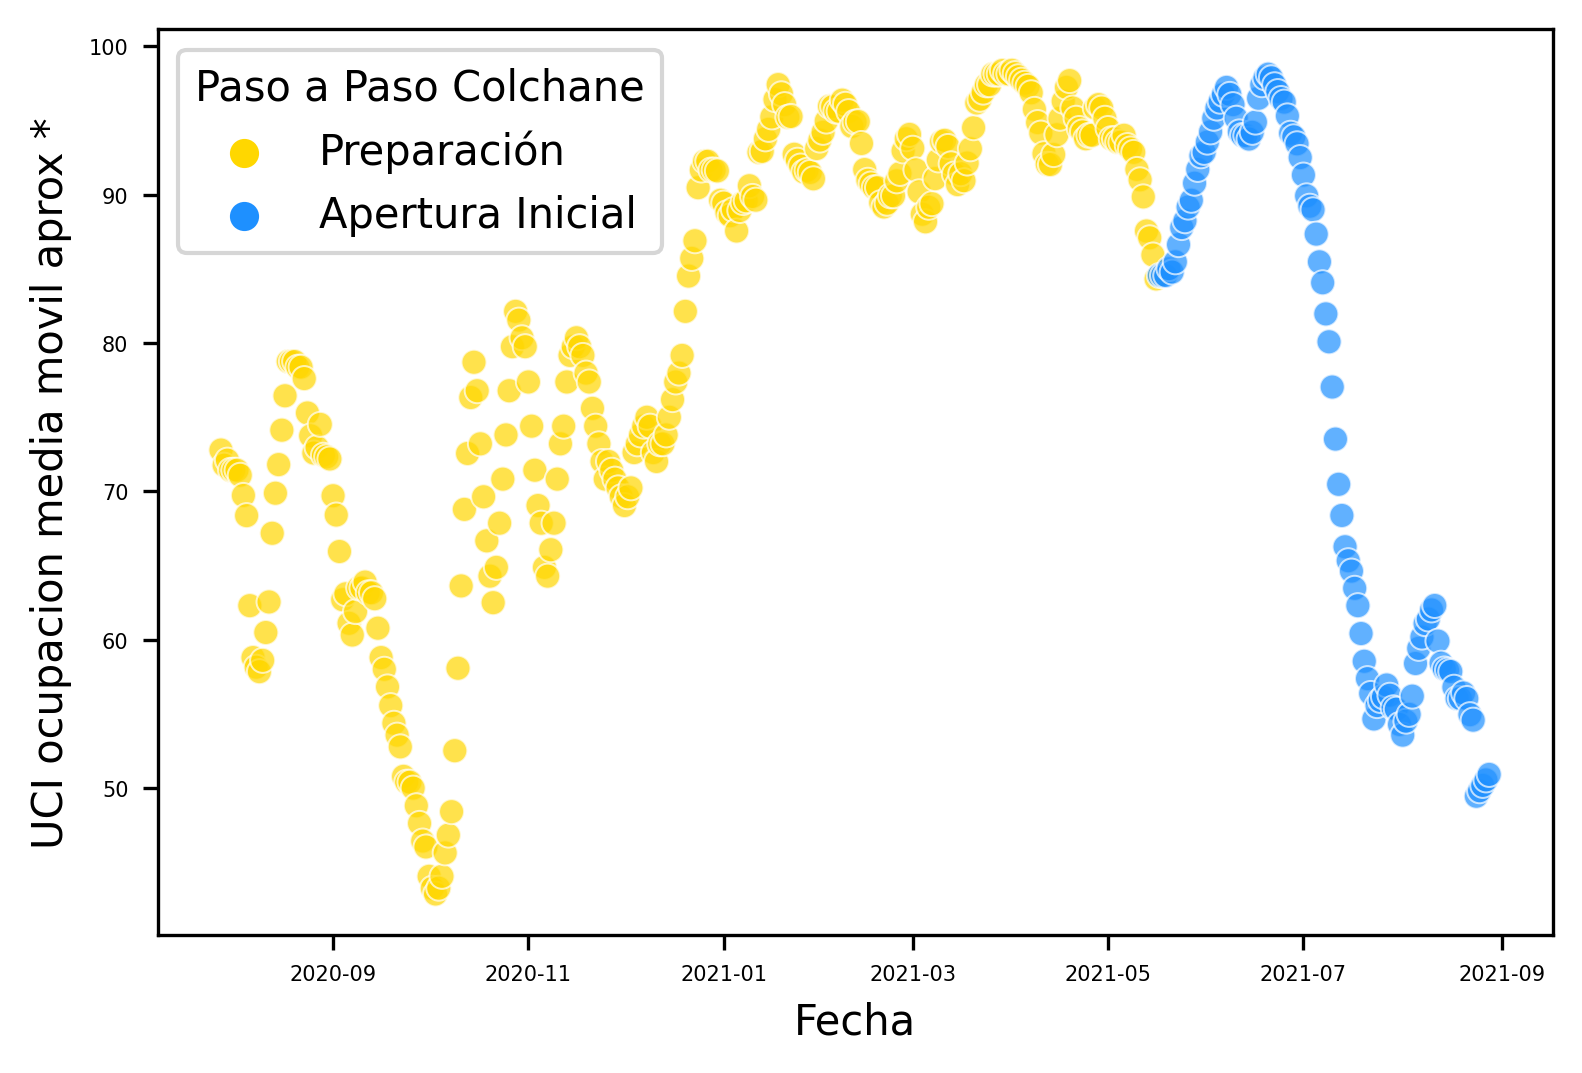 Paso a Paso Colchane
Preparación
Apertura Inicial
UCI ocupacion media movil aprox *
100
90
80
70
60
50
2020-09
2020-11
2021-01
2021-03
2021-05
2021-07
2021-09
Fecha